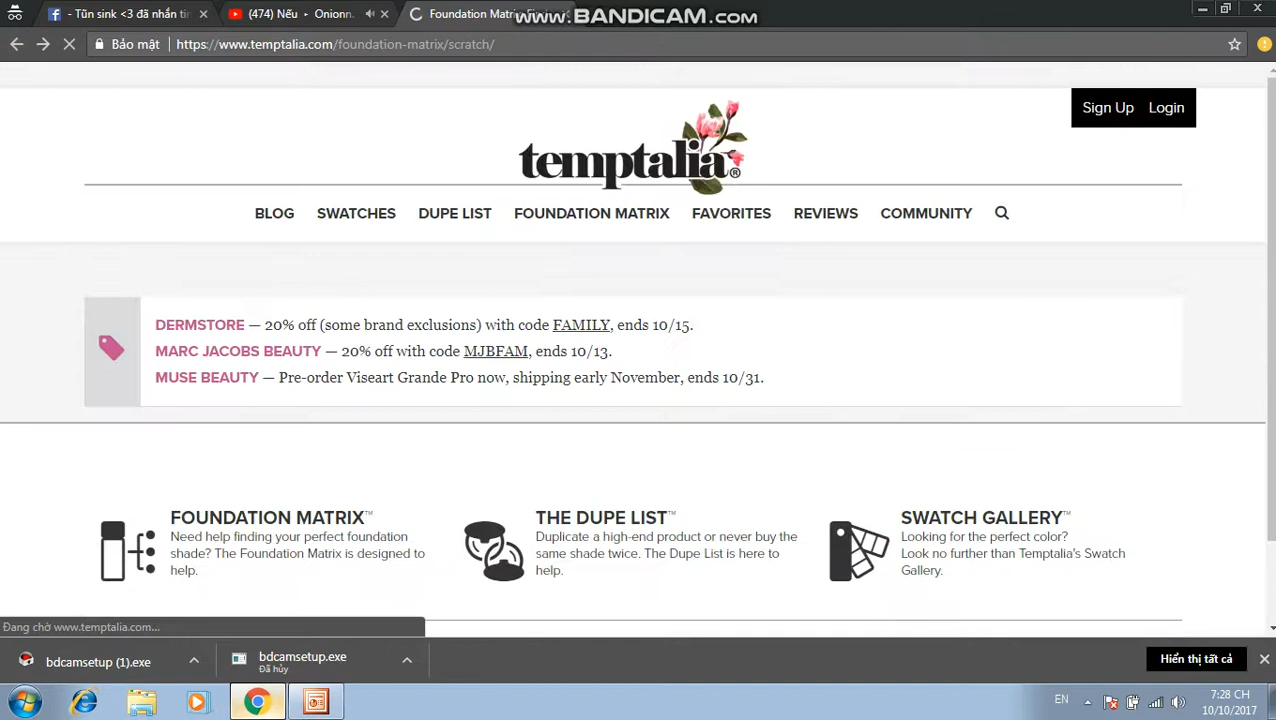 - Tün sink <3 đã nhắn tin
(474) Nếu - Onionn.
Foundation Matrix
www.BANDICAM.com
Bảo mật
https://www.temptalia.com/foundation-matrix/scratch/
Sign Up Login
temptalia®
BLOG SWATCHES DUPE LIST FOUNDATION MATRIX FAVORITES REVIEWS COMMUNITY
DERMSTORE — 20% off (some brand exclusions) with code FAMILY, ends 10/15.
MARC JACOBS BEAUTY — 20% off with code MJBFAM, ends 10/13.
MUSE BEAUTY — Pre-order Viseart Grande Pro now, shipping early November, ends 10/31.
FOUNDATION MATRIX™
Need help finding your perfect foundation
shade? The Foundation Matrix is designed to
help.
THE DUPE LIST™
Duplicate a high-end product or never buy the
same shade twice. The Dupe List is here to
help.
SWATCH GALLERY™
Looking for the perfect color?
Look no further than Temptalia's Swatch
Gallery.
Đang chờ www.temptalia.com...
bdcamsetup (1).exe
bdcamsetup.exe
Đã hủy
Hiển thị tất cả
EN
7:28 CH
10/10/2017